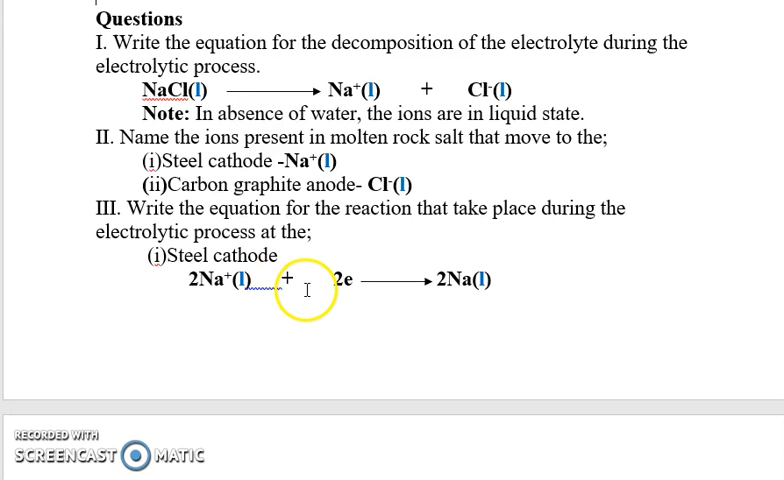 Questions
I. Write the equation for the decomposition of the electrolyte during the
electrolytic process.
NaCl(l) → Na⁺(l) + Cl⁻(l)
Note: In absence of water, the ions are in liquid state.
II. Name the ions present in molten rock salt that move to the;
(i)Steel cathode -Na⁺(l)
(ii)Carbon graphite anode- Cl⁻(l)
III. Write the equation for the reaction that take place during the
electrolytic process at the;
(i)Steel cathode
2Na⁺(l) + 2e → 2Na(l)
RECORDED WITH
SCREENCAST MATIC